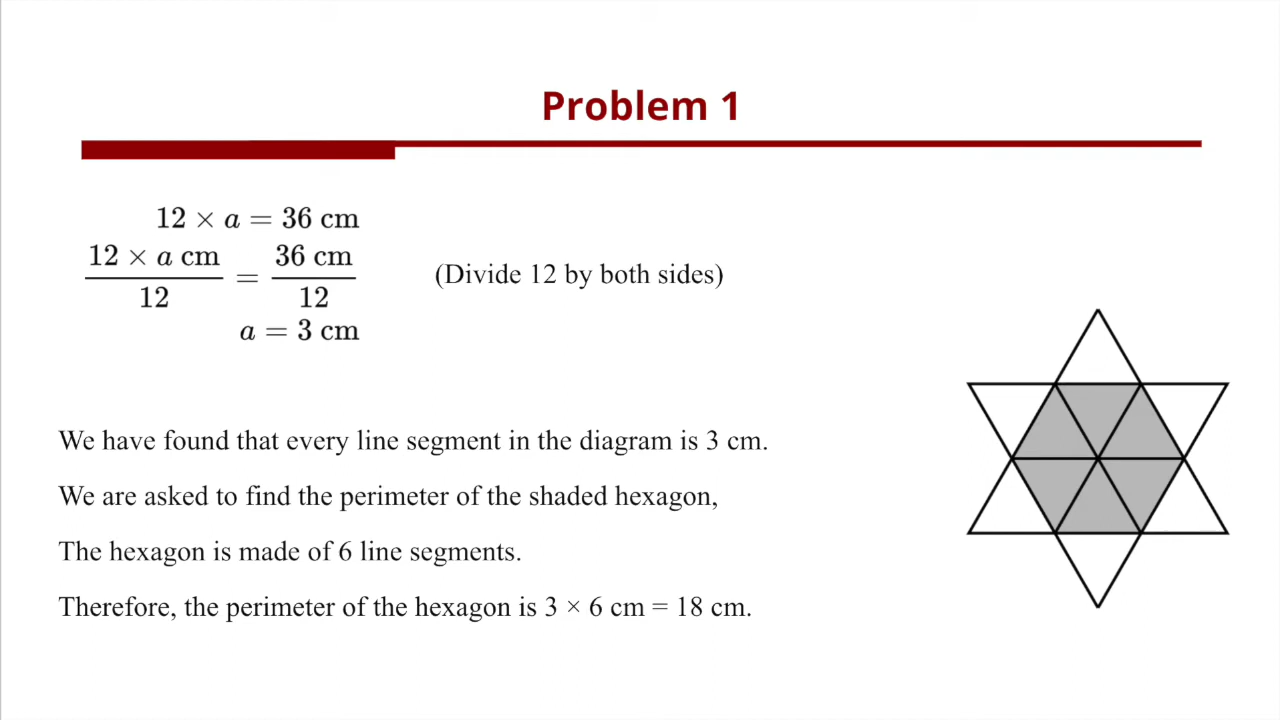 Problem 1
12 × a = 36 cm
12 × a cm / 12 = 36 cm / 12
(Divide 12 by both sides)
a = 3 cm
We have found that every line segment in the diagram is 3 cm.
We are asked to find the perimeter of the shaded hexagon,
The hexagon is made of 6 line segments.
Therefore, the perimeter of the hexagon is 3 × 6 cm = 18 cm.